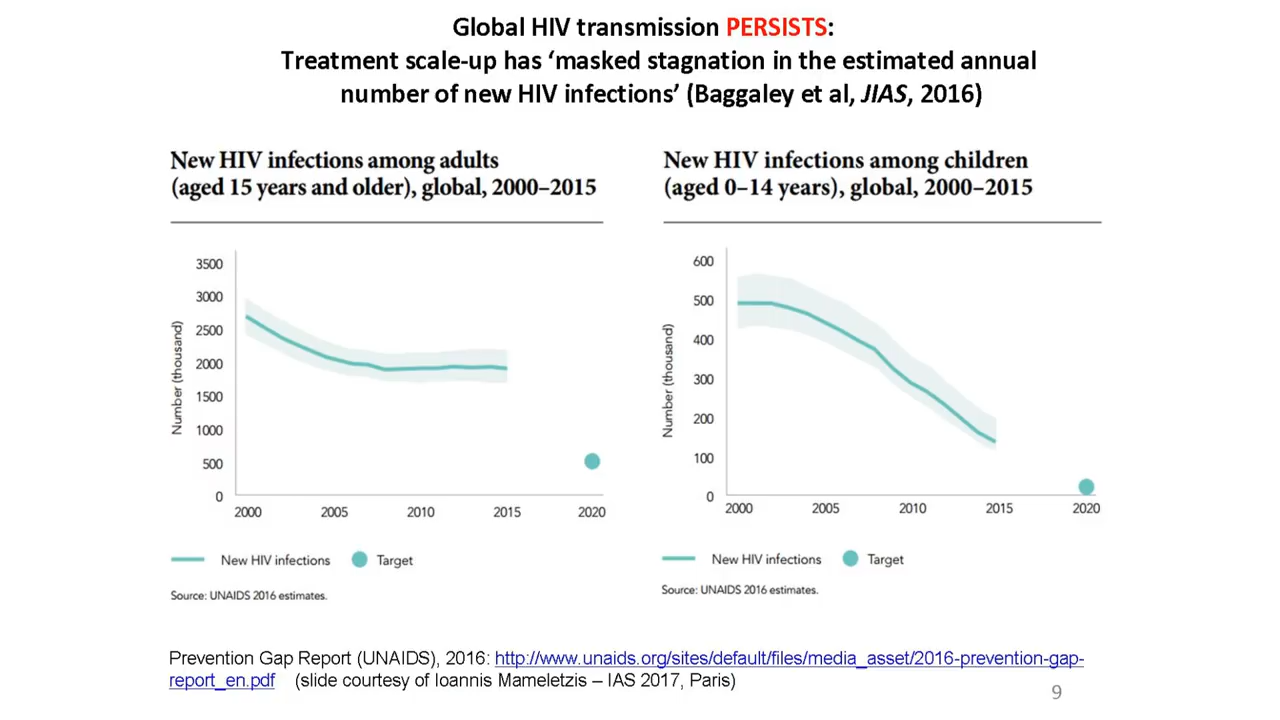 Global HIV transmission PERSISTS:
Treatment scale-up has ‘masked stagnation in the estimated annual
number of new HIV infections’ (Baggaley et al, JIAS, 2016)
New HIV infections among adults
(aged 15 years and older), global, 2000–2015
Number (thousand)
3500
3000
2500
2000
1500
1000
500
0
2000 2005 2010 2015 2020
New HIV infections Target
Source: UNAIDS 2016 estimates.
New HIV infections among children
(aged 0–14 years), global, 2000–2015
Number (thousand)
600
500
400
300
200
100
0
2000 2005 2010 2015 2020
New HIV infections Target
Source: UNAIDS 2016 estimates.
Prevention Gap Report (UNAIDS), 2016: http://www.unaids.org/sites/default/files/media_asset/2016-prevention-gap-
report_en.pdf (slide courtesy of Ioannis Mameletzis – IAS 2017, Paris)
9